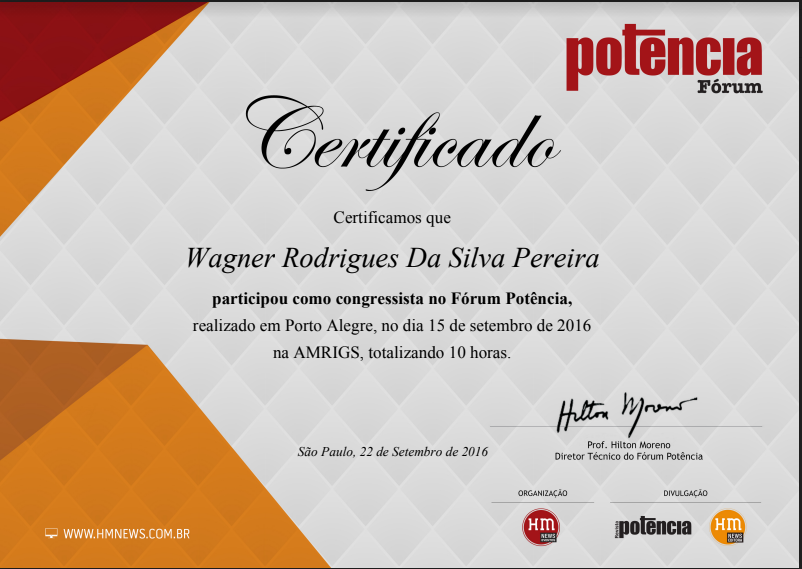 potência
Fórum
Certificado
Certificamos que
Wagner Rodrigues Da Silva Pereira
participou como congressista no Fórum Potência,
realizado em Porto Alegre, no dia 15 de setembro de 2016
na AMRIGS, totalizando 10 horas.
Hilton Moreno
Prof. Hilton Moreno
Diretor Técnico do Fórum Potência
São Paulo, 22 de Setembro de 2016
ORGANIZAÇÃO
DIVULGAÇÃO
HM
NEWS
EVENTOS
Revista
potência
HM
NEWS
EDITORA
WWW.HMNEWS.COM.BR